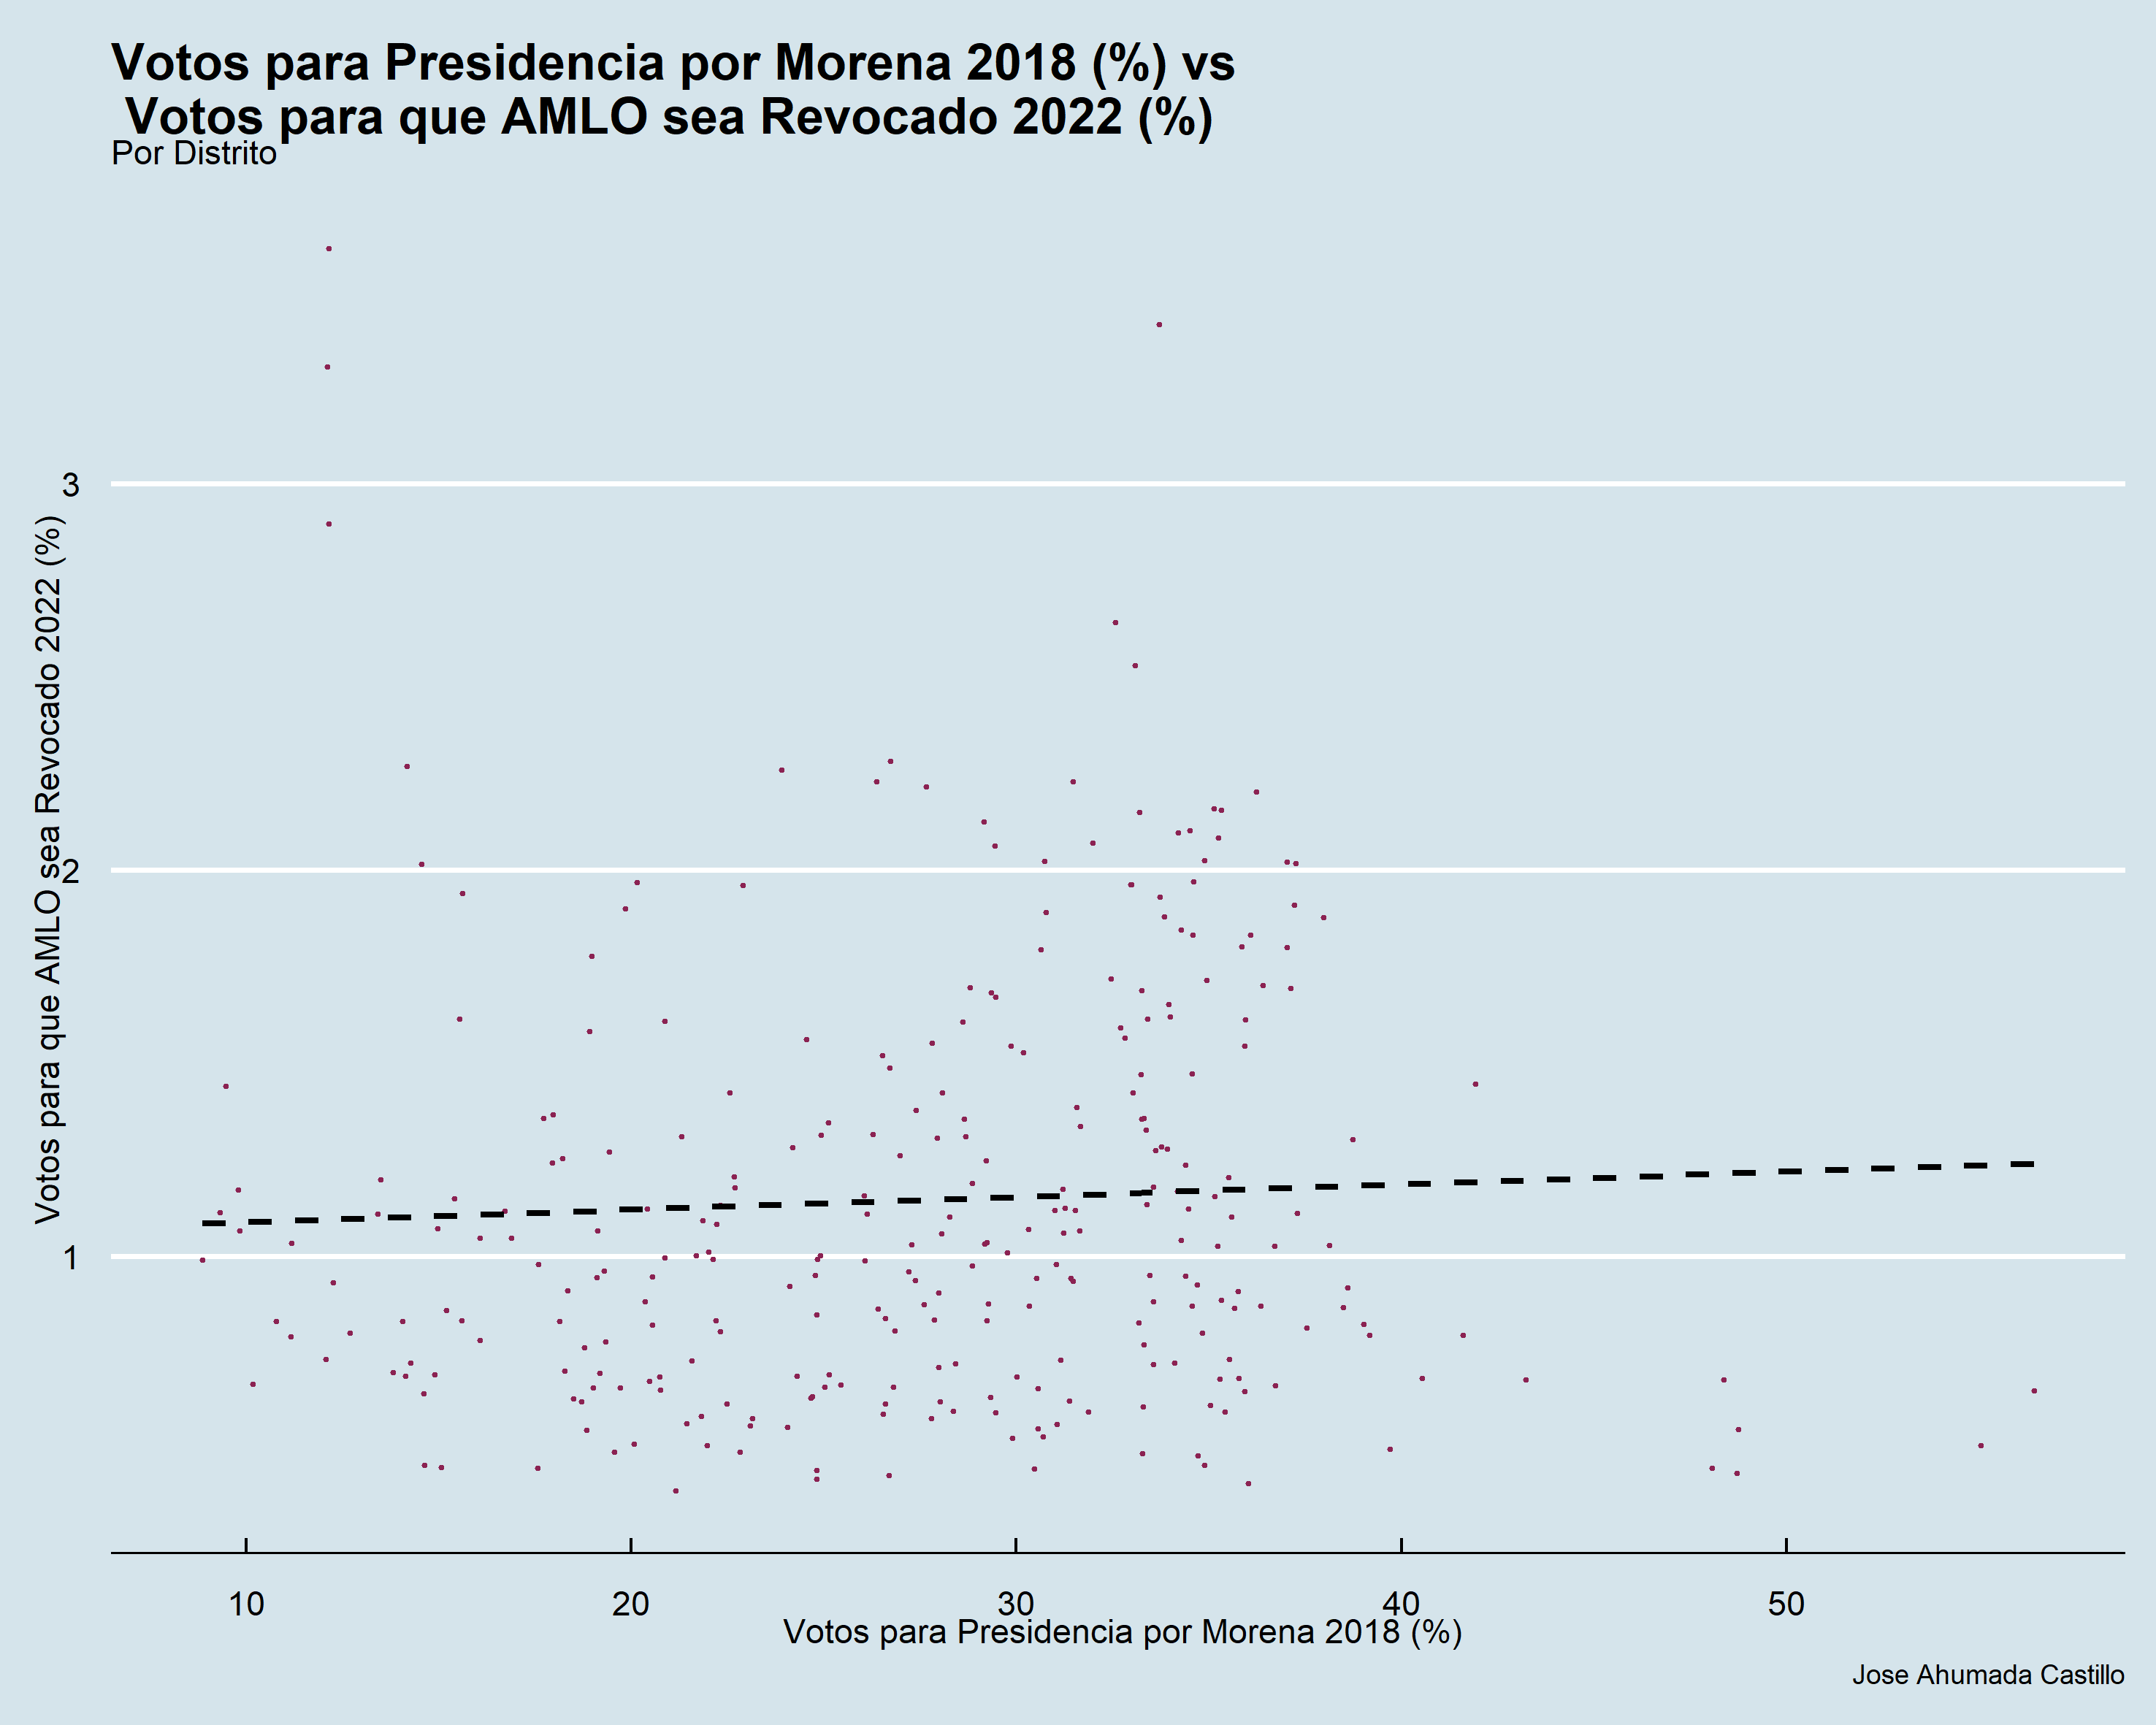 Votos para Presidencia por Morena 2018 (%) vs
Votos para que AMLO sea Revocado 2022 (%)
Por Distrito
Votos para que AMLO sea Revocado 2022 (%)
3
2
1
10 20 30 40 50
Votos para Presidencia por Morena 2018 (%)
Jose Ahumada Castillo